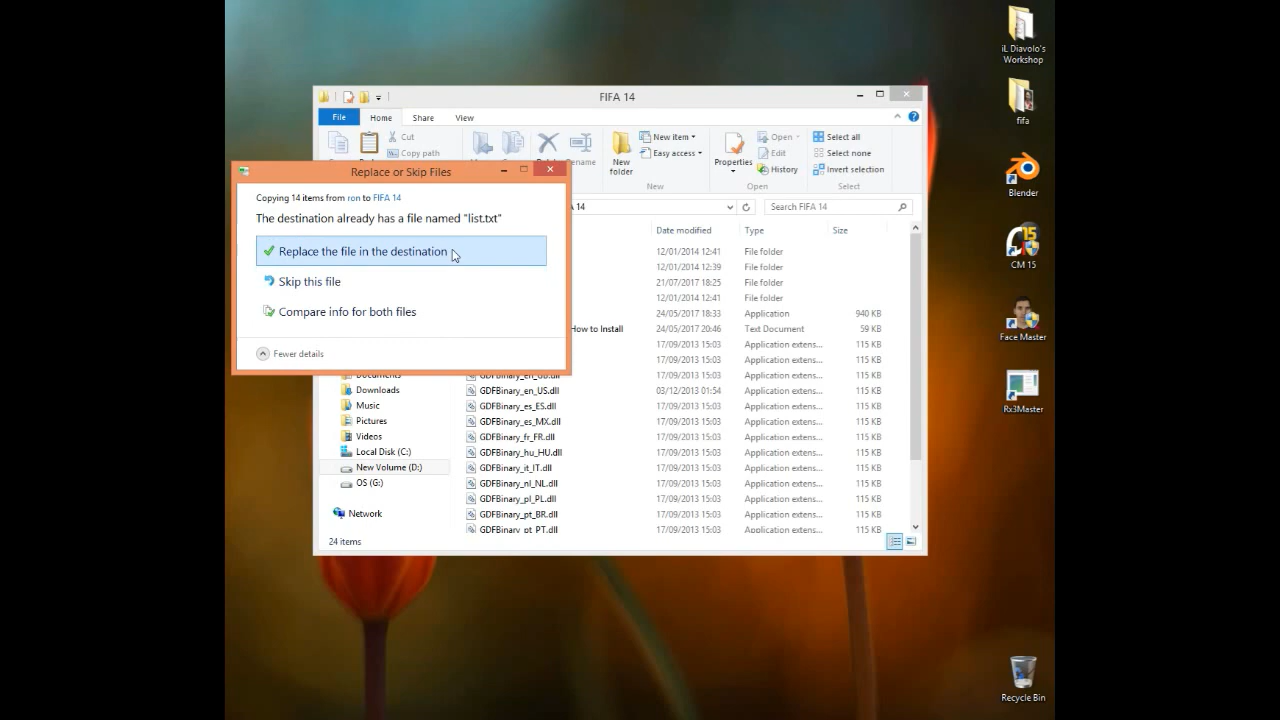 iL Diavolo's
Workshop
fifa
Blender
CM 15
Face Master
Rx3Master
Recycle Bin
FIFA 14
File
Home
Share
View
Cut
Copy path
New
folder
New item
Easy access
New
Properties
Open
Edit
History
Open
Select all
Select none
Invert selection
Select
Replace or Skip Files
Copying 14 items from ron to FIFA 14
The destination already has a file named "list.txt"
Replace the file in the destination
Skip this file
Compare info for both files
Fewer details
A 14
Search FIFA 14
Date modified Type Size
12/01/2014 12:41 File folder
12/01/2014 12:39 File folder
21/07/2017 18:25 File folder
12/01/2014 12:41 File folder
24/05/2017 18:33 Application 940 KB
How to Install 24/05/2017 20:46 Text Document 59 KB
17/09/2013 15:03 Application extens... 115 KB
17/09/2013 15:03 Application extens... 115 KB
GDFBinary_en_GB.dll 17/09/2013 15:03 Application extens... 115 KB
GDFBinary_en_US.dll 03/12/2013 01:54 Application extens... 115 KB
GDFBinary_es_ES.dll 17/09/2013 15:03 Application extens... 115 KB
GDFBinary_es_MX.dll 17/09/2013 15:03 Application extens... 115 KB
GDFBinary_fr_FR.dll 17/09/2013 15:03 Application extens... 115 KB
GDFBinary_hu_HU.dll 17/09/2013 15:03 Application extens... 115 KB
GDFBinary_it_IT.dll 17/09/2013 15:03 Application extens... 115 KB
GDFBinary_nl_NL.dll 17/09/2013 15:03 Application extens... 115 KB
GDFBinary_pl_PL.dll 17/09/2013 15:03 Application extens... 115 KB
GDFBinary_pt_BR.dll 17/09/2013 15:03 Application extens... 115 KB
GDFBinary_pt_PT.dll 17/09/2013 15:03 Application extens... 115 KB
Documents
Downloads
Music
Pictures
Videos
Local Disk (C:)
New Volume (D:)
OS (G:)
Network
24 items